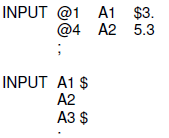 INPUT @1 A1 $3.
@4 A2 5.3
;
INPUT A1 $
A2
A3 $